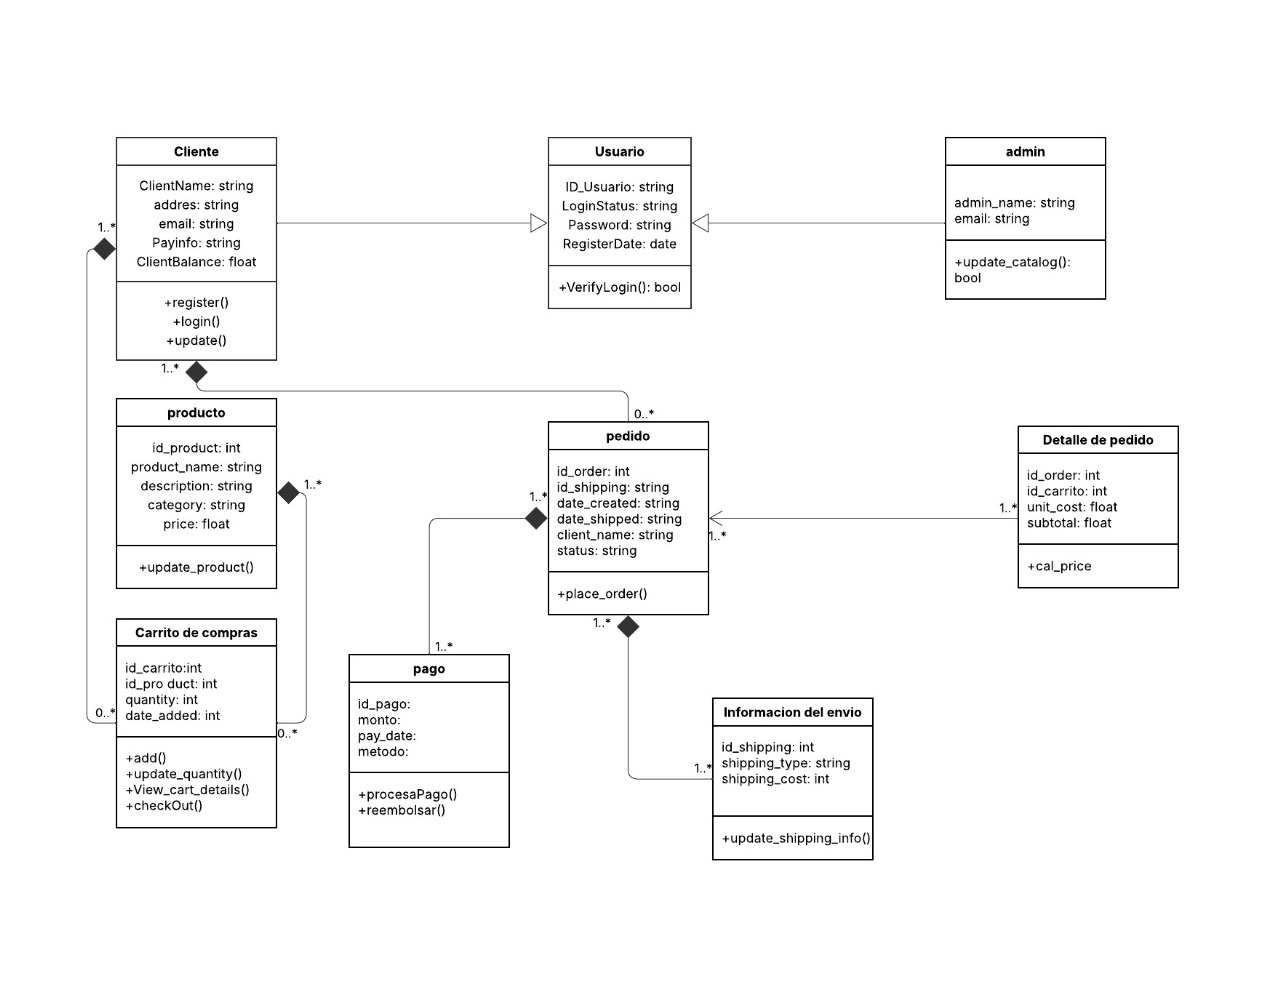 Cliente
ClientName: string
addres: string
email: string
Payinfo: string
ClientBalance: float
+register()
+login()
+update()
1..*
1..*
Usuario
ID_Usuario: string
LoginStatus: string
Password: string
RegisterDate: date
+VerifyLogin(): bool
admin
admin_name: string
email: string
+update_catalog():
bool
producto
id_product: int
product_name: string
description: string
category: string
price: float
+update_product()
1..*
0..*
pedido
id_order: int
id_shipping: string
date_created: string
date_shipped: string
client_name: string
status: string
+place_order()
1..*
1..*
1..*
Detalle de pedido
id_order: int
id_carrito: int
unit_cost: float
subtotal: float
+cal_price
1..*
Carrito de compras
id_carrito:int
id_pro duct: int
quantity: int
date_added: int
+add()
+update_quantity()
+View_cart_details()
+checkOut()
0..*
0..*
1..*
pago
id_pago:
monto:
pay_date:
metodo:
+procesaPago()
+reembolsar()
1..*
Informacion del envio
id_shipping: int
shipping_type: string
shipping_cost: int
+update_shipping_info()